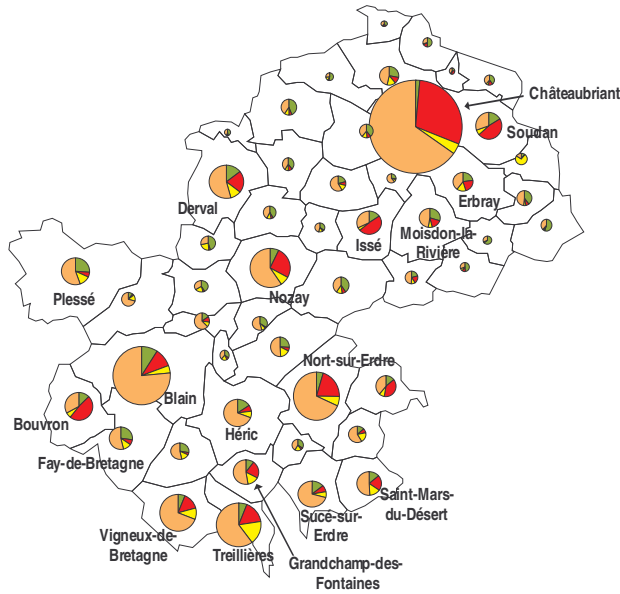 Châteaubriant
Soudan
Derval
Erbray
Issé
Moisdon-la-
Rivière
Plessé
Nozay
Nort-sur-Erdre
Blain
Bouvron
Héric
Fay-de-Bretagne
Saint-Mars-
du-Désert
Sucé-sur-
Erdre
Vigneux-de-
Bretagne
Treillières
Grandchamp-des-
Fontaines